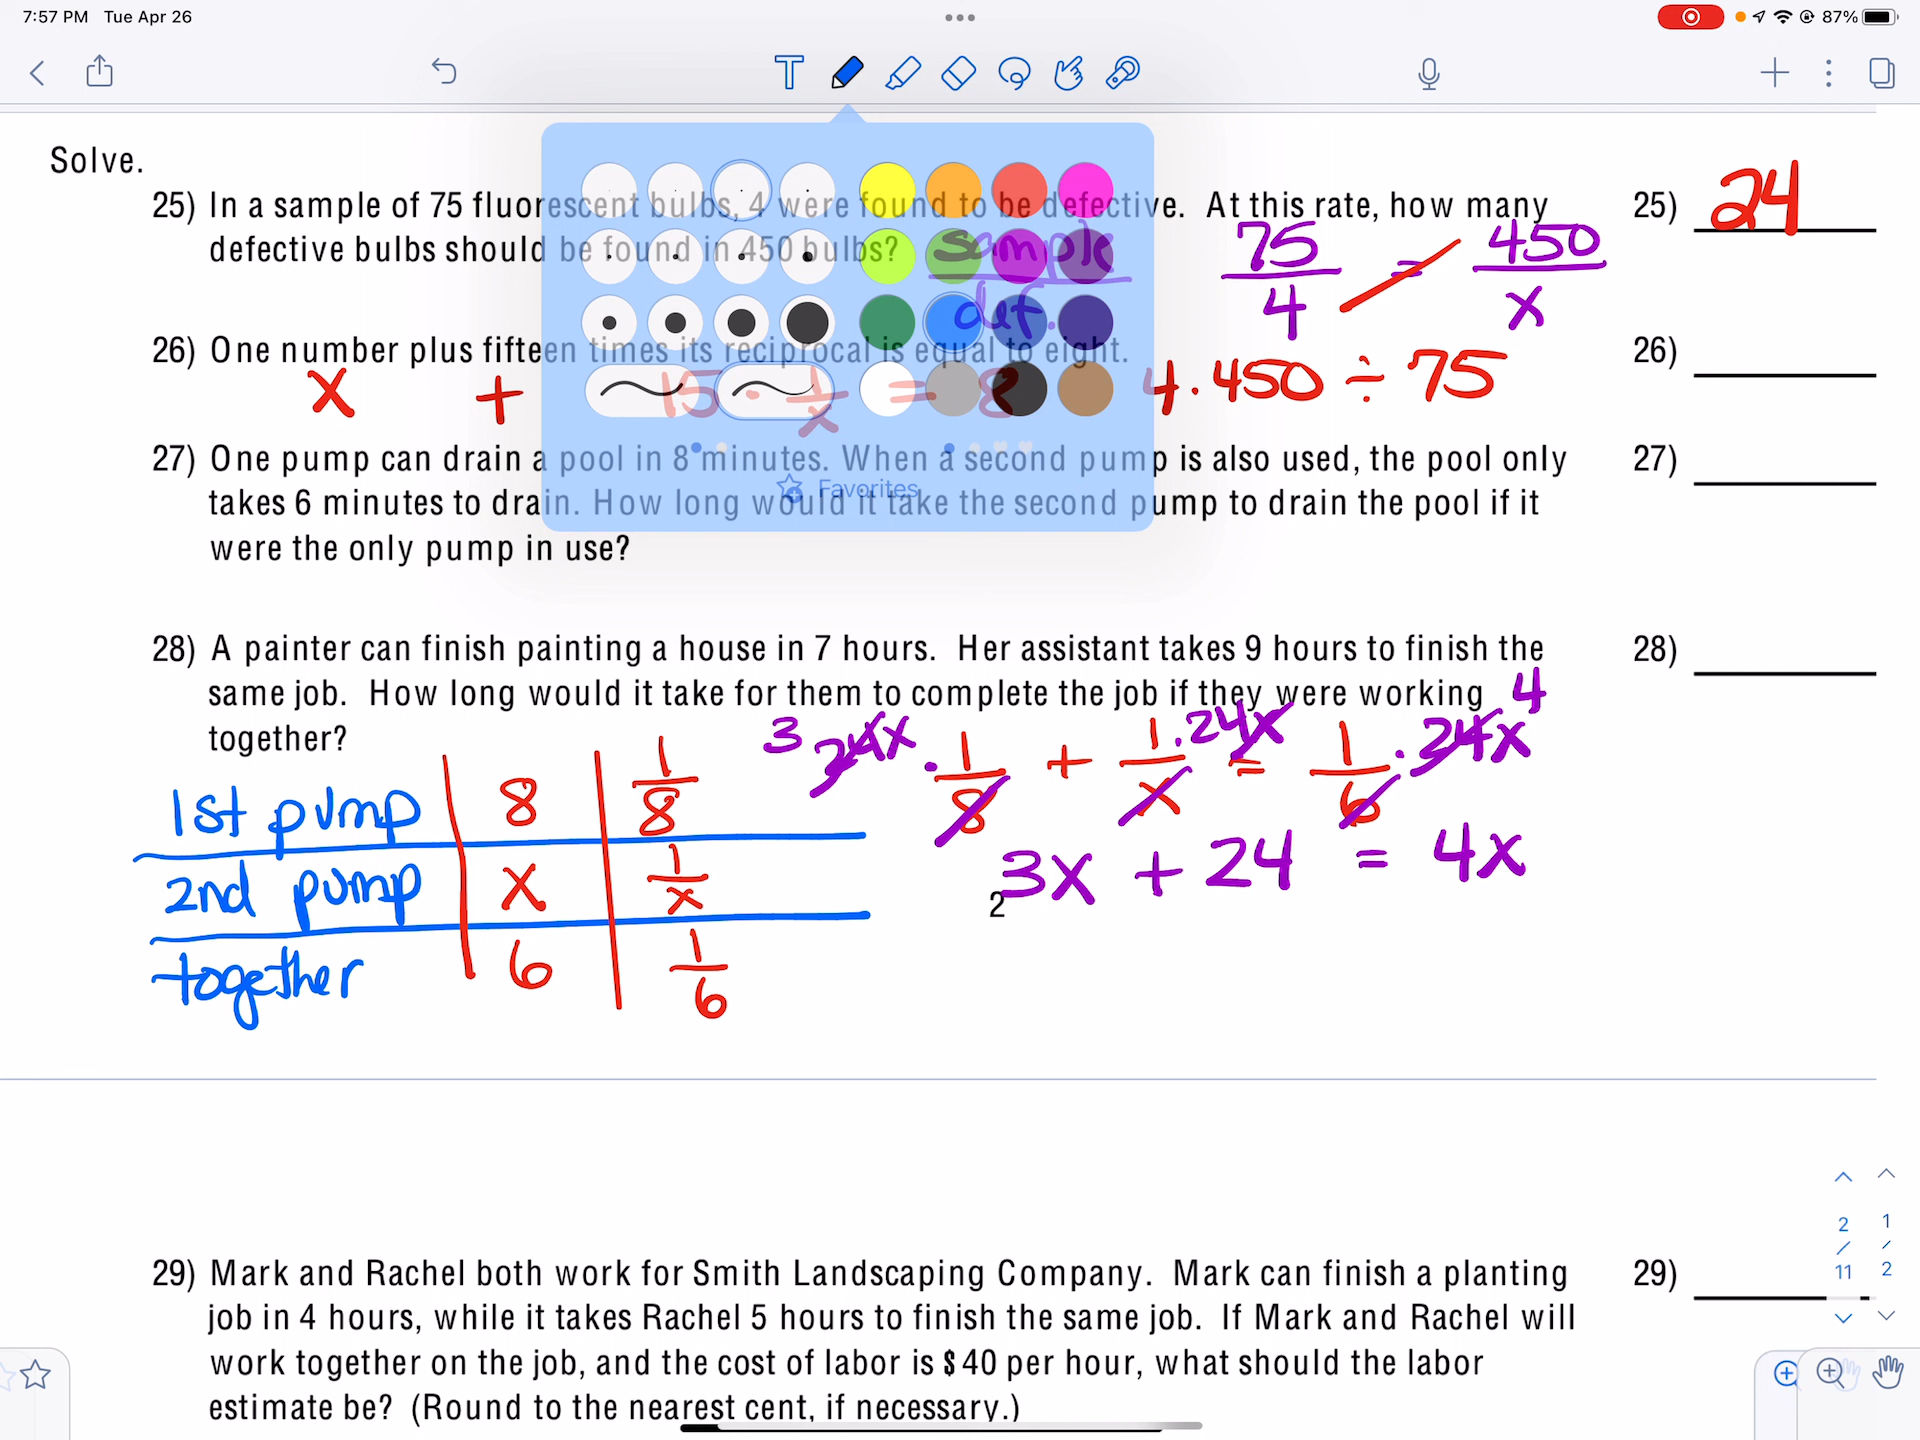 7:57 PM Tue Apr 26
87%
Solve.
25) In a sample of 75 fluorescent bulbs, 4 were found to be defective. At this rate, how many
defective bulbs should be found in 450 bulbs?
25) 24
sample
def.
75
4
=
450
x
4·450÷75
26) One number plus fifteen times its reciprocal is equal to eight.
26)
x + 15·1/x = 8
27) One pump can drain a pool in 8 minutes. When a second pump is also used, the pool only
27)
takes 6 minutes to drain. How long would it take the second pump to drain the pool if it
were the only pump in use?
Favorites
28) A painter can finish painting a house in 7 hours. Her assistant takes 9 hours to finish the
28)
same job. How long would it take for them to complete the job if they were working
together?
3 24x · 1/8 + 1/x · 24x = 1/6 · 24x 4
3x + 24 = 4x
1st pump 8 1/8
2nd pump x 1/x
together 6 1/6
2
29) Mark and Rachel both work for Smith Landscaping Company. Mark can finish a planting
29)
job in 4 hours, while it takes Rachel 5 hours to finish the same job. If Mark and Rachel will
work together on the job, and the cost of labor is $40 per hour, what should the labor
estimate be? (Round to the nearest cent, if necessary.)
2/11
1/2